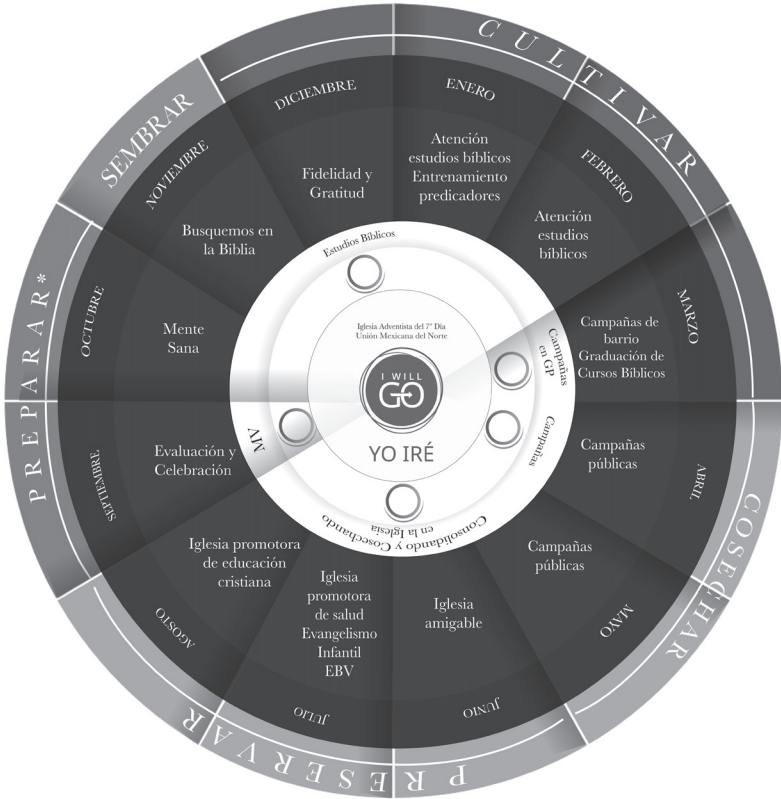 CULTIVAR
COSECHAR
PRESERVAR
PREPARAR*
SEMBRAR
ENERO
Atención
estudios bíblicos
Entrenamiento
predicadores
FEBRERO
Atención
estudios
bíblicos
MARZO
Campañas de
barrio
Graduación de
Cursos Bíblicos
ABRIL
Campañas
públicas
MAYO
Campañas
públicas
JUNIO
Iglesia
amigable
JULIO
Iglesia
promotora
de salud
Evangelismo
Infantil
EBV
AGOSTO
Iglesia promotora
de educación
cristiana
SEPTIEMBRE
Evaluación y
Celebración
OCTUBRE
Mente
Sana
NOVIEMBRE
Busquemos en
la Biblia
DICIEMBRE
Fidelidad y
Gratitud
Estudios Bíblicos
Campañas
en GP
Campañas
Consolidando y Cosechando
en la Iglesia
MV
Iglesia Adventista del 7º Día
Unión Mexicana del Norte
I WILL
GO
YO IRÉ